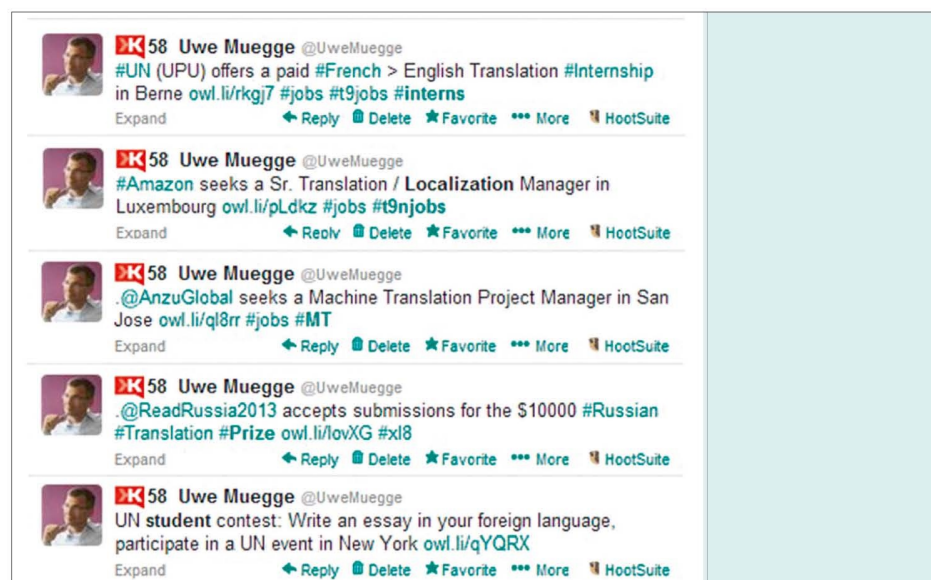 K 58 Uwe Muegge @UweMuegge
#UN (UPU) offers a paid #French > English Translation #Internship
in Berne owl.li/rkgj7 #jobs #t9jobs #interns
Expand Reply Delete Favorite More HootSuite
K 58 Uwe Muegge @UweMuegge
#Amazon seeks a Sr. Translation / Localization Manager in
Luxembourg owl.li/pLdkz #jobs #t9njobs
Expand Reply Delete Favorite More HootSuite
K 58 Uwe Muegge @UweMuegge
.@AnzuGlobal seeks a Machine Translation Project Manager in San
Jose owl.li/ql8rr #jobs #MT
Expand Reply Delete Favorite More HootSuite
K 58 Uwe Muegge @UweMuegge
.@ReadRussia2013 accepts submissions for the $10000 #Russian
#Translation #Prize owl.li/lovXG #xl8
Expand Reply Delete Favorite More HootSuite
K 58 Uwe Muegge @UweMuegge
UN student contest: Write an essay in your foreign language,
participate in a UN event in New York owl.li/qYQRX
Expand Reply Delete Favorite More HootSuite